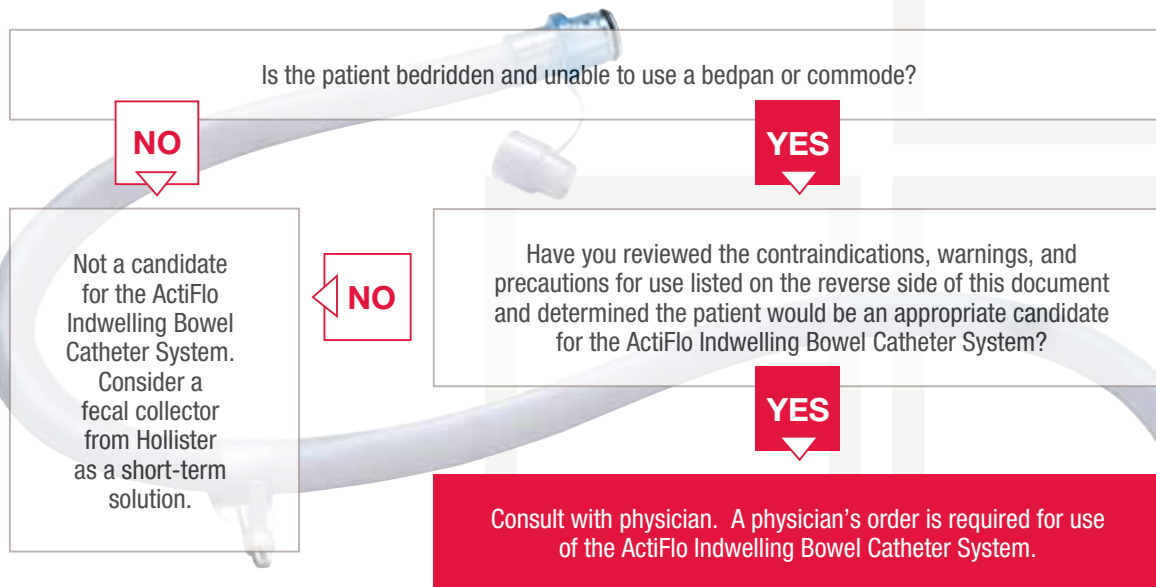 Is the patient bedridden and unable to use a bedpan or commode?
NO
YES
Not a candidate
for the ActiFlo
Indwelling Bowel
Catheter System.
Consider a
fecal collector
from Hollister
as a short-term
solution.
NO
Have you reviewed the contraindications, warnings, and
precautions for use listed on the reverse side of this document
and determined the patient would be an appropriate candidate
for the ActiFlo Indwelling Bowel Catheter System?
YES
Consult with physician.  A physician’s order is required for use
of the ActiFlo Indwelling Bowel Catheter System.